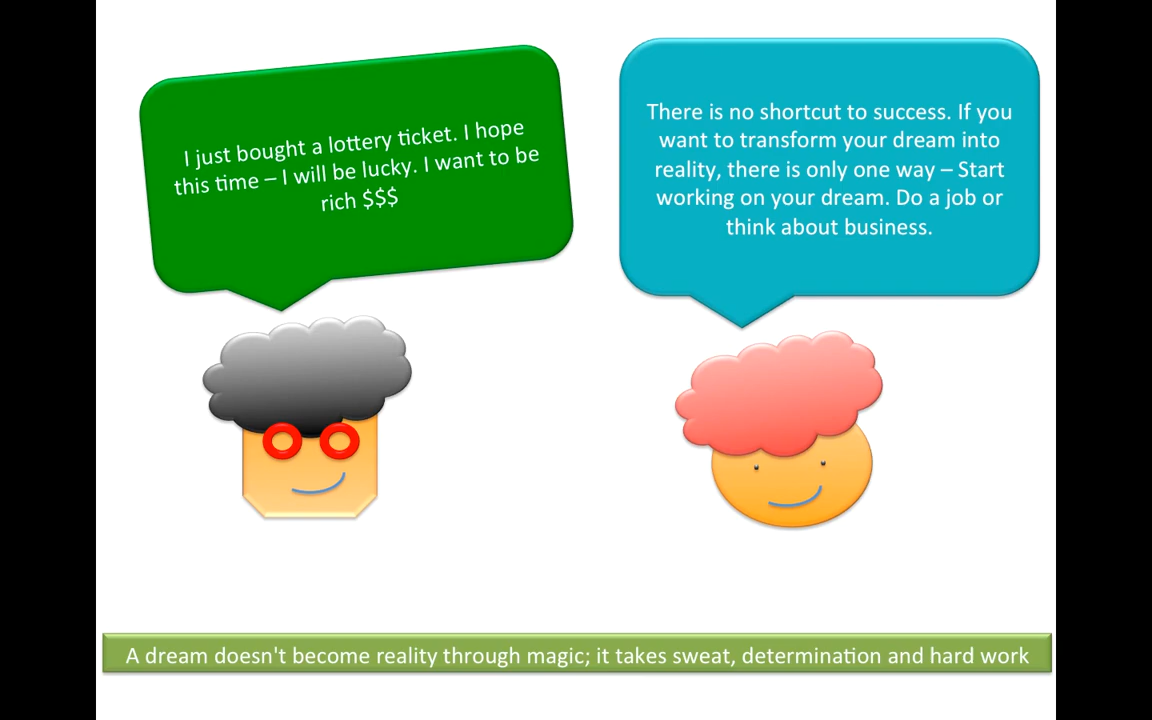 I just bought a lottery ticket. I hope
this time – I will be lucky. I want to be
rich $$$
There is no shortcut to success. If you
want to transform your dream into
reality, there is only one way – Start
working on your dream. Do a job or
think about business.
A dream doesn't become reality through magic; it takes sweat, determination and hard work